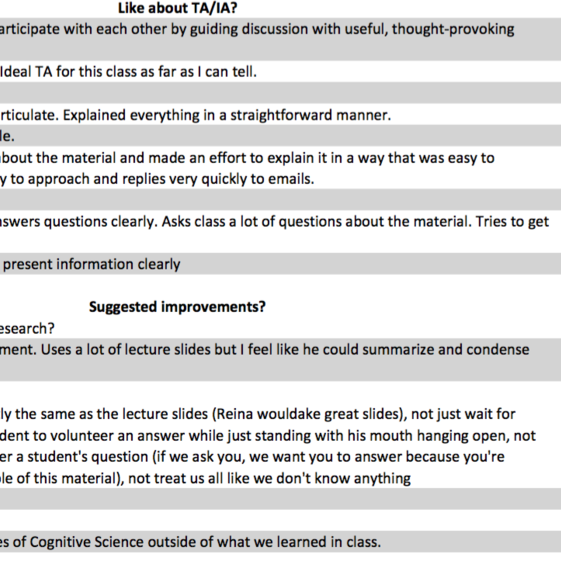 Like about TA/IA?
articipate with each other by guiding discussion with useful, thought-provoking
Ideal TA for this class as far as I can tell.
rticulate. Explained everything in a straightforward manner.
le.
bout the material and made an effort to explain it in a way that was easy to
y to approach and replies very quickly to emails.
nswers questions clearly. Asks class a lot of questions about the material. Tries to get
present information clearly
Suggested improvements?
esearch?
ment. Uses a lot of lecture slides but I feel like he could summarize and condense
ly the same as the lecture slides (Reina wouldake great slides), not just wait for
dent to volunteer an answer while just standing with his mouth hanging open, not
er a student's question (if we ask you, we want you to answer because you're
le of this material), not treat us all like we don't know anything
es of Cognitive Science outside of what we learned in class.